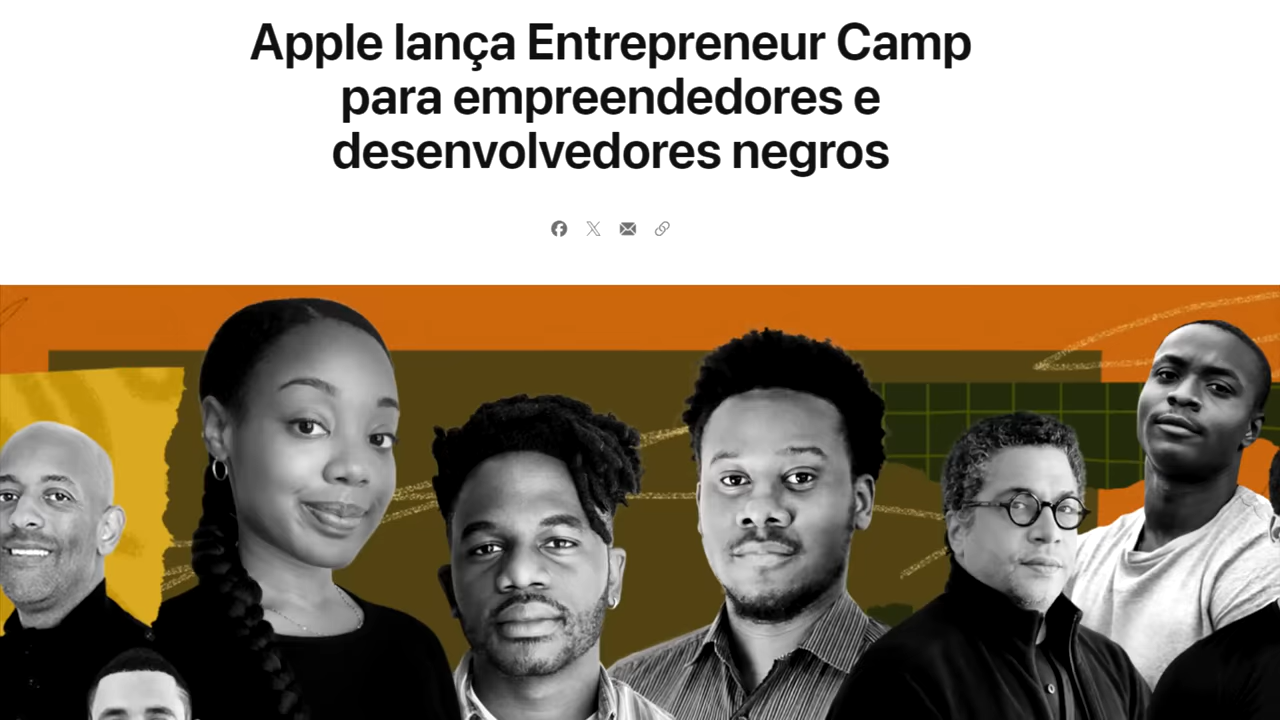 Apple lança Entrepreneur Camp
para empreendedores e
desenvolvedores negros